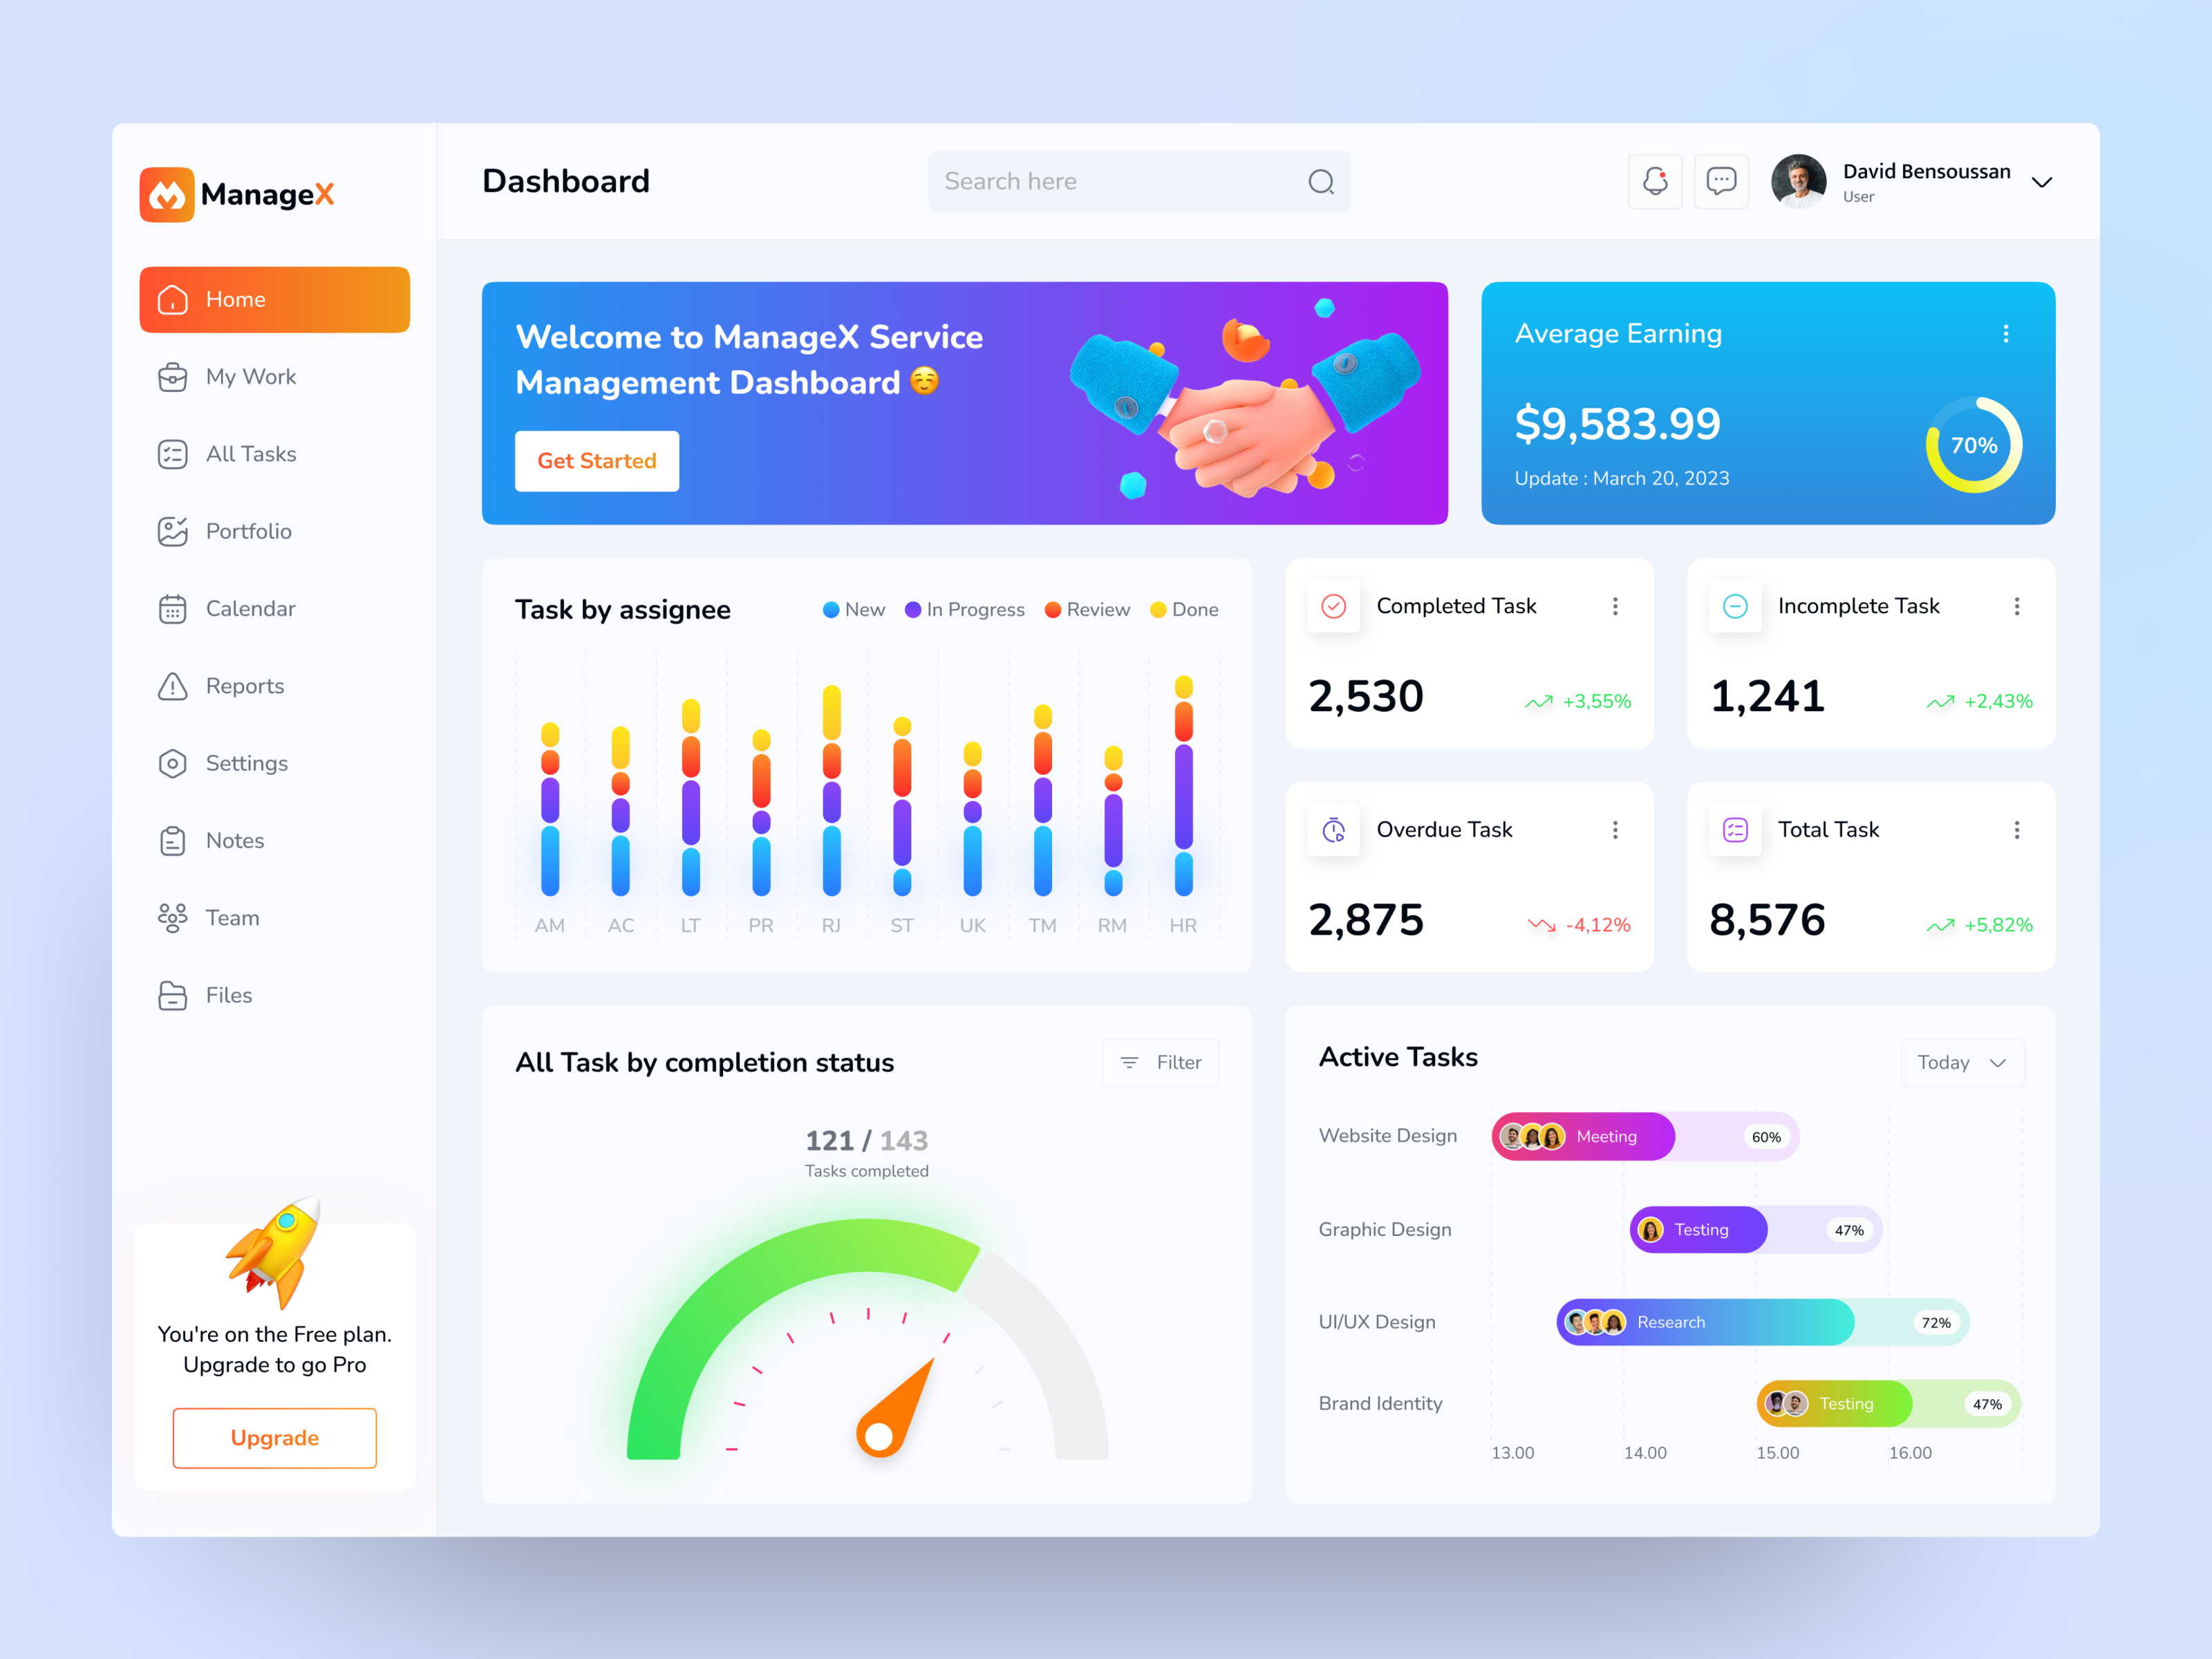 ManageX
Home
My Work
All Tasks
Portfolio
Calendar
Reports
Settings
Notes
Team
Files
You're on the Free plan.
Upgrade to go Pro
Upgrade
Dashboard
Search here
David Bensoussan
User
Welcome to ManageX Service
Management Dashboard ☺️
Get Started
Average Earning
$9,583.99
Update : March 20, 2023
70%
Task by assignee
New In Progress Review Done
AM AC LT PR RJ ST UK TM RM HR
Completed Task
2,530
+3,55%
Incomplete Task
1,241
+2,43%
Overdue Task
2,875
-4,12%
Total Task
8,576
+5,82%
All Task by completion status
Filter
121 / 143
Tasks completed
Active Tasks
Today
Website Design Meeting 60%
Graphic Design Testing 47%
UI/UX Design Research 72%
Brand Identity Testing 47%
13.00 14.00 15.00 16.00